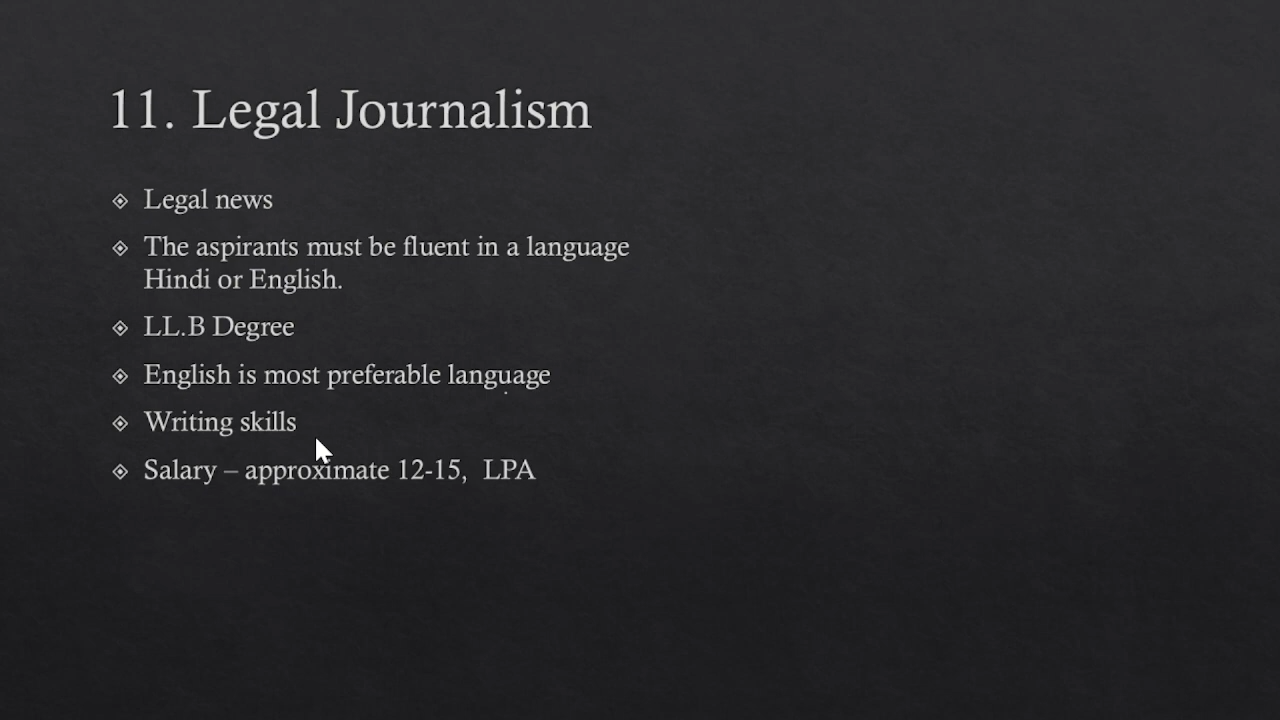 11. Legal Journalism
Legal news
The aspirants must be fluent in a language
Hindi or English.
LL.B Degree
English is most preferable language
Writing skills
Salary – approximate 12-15,  LPA